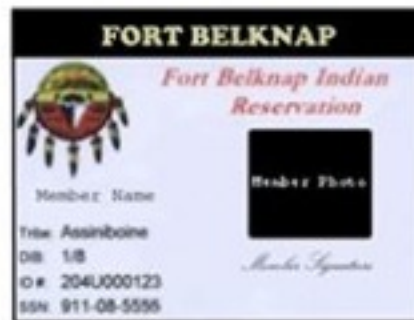 FORT BELKNAP
Fort Belknap Indian
Reservation
Member Photo
Member Name
Tribe: Assiniboine
DIB: 1/8
ID #: 204U000123
SSN: 911-08-5555
Member Signature